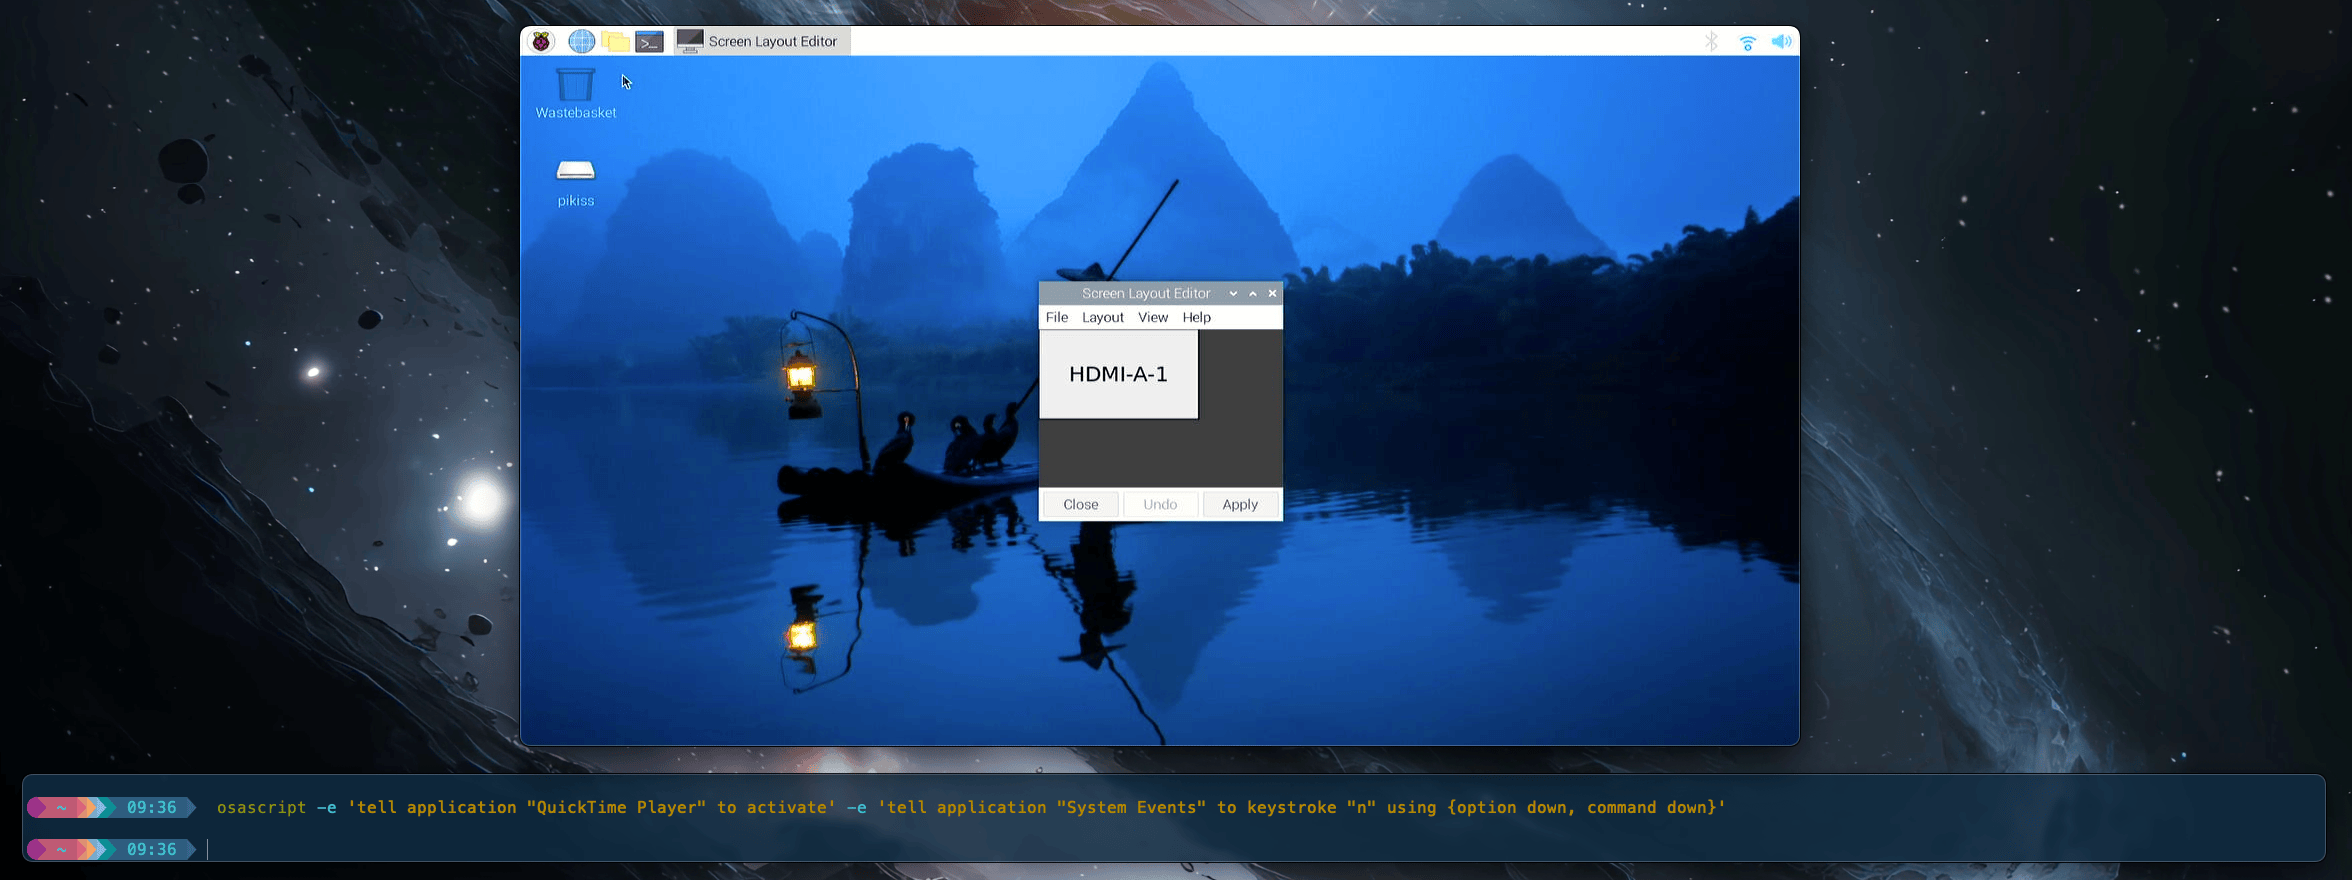 Screen Layout Editor
Wastebasket
pikiss
Screen Layout Editor
File Layout View Help
HDMI-A-1
Close Undo Apply
~ 09:36 osascript -e 'tell application "QuickTime Player" to activate' -e 'tell application "System Events" to keystroke "n" using {option down, command down}'
~ 09:36